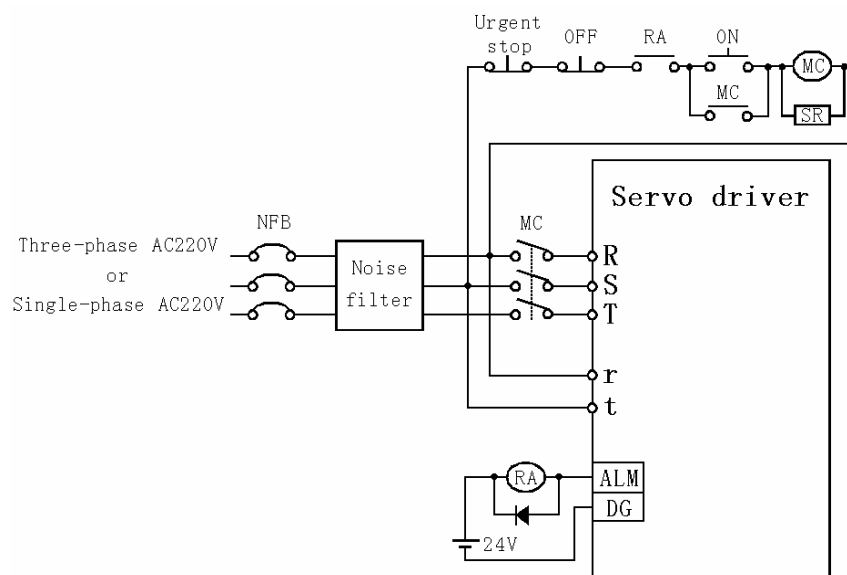 Urgent
stop
OFF
RA
ON
MC
MC
SR
Servo driver
NFB
MC
Three-phase AC220V
or
Single-phase AC220V
Noise
filter
R
S
T
r
t
RA
ALM
DG
24V